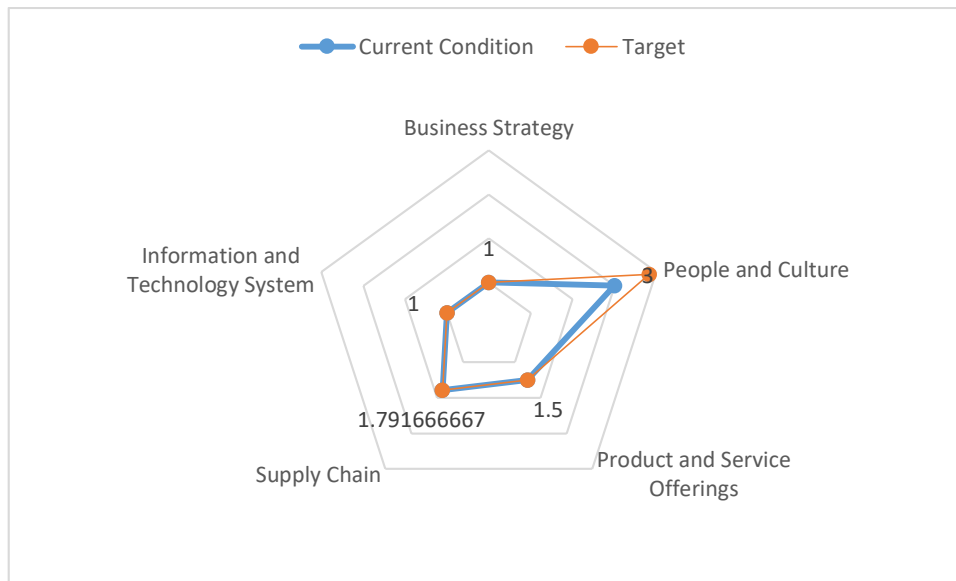 Current Condition
Target
Business Strategy
1
Information and
Technology System
1
3
People and Culture
1.791666667
1.5
Supply Chain
Product and Service
Offerings